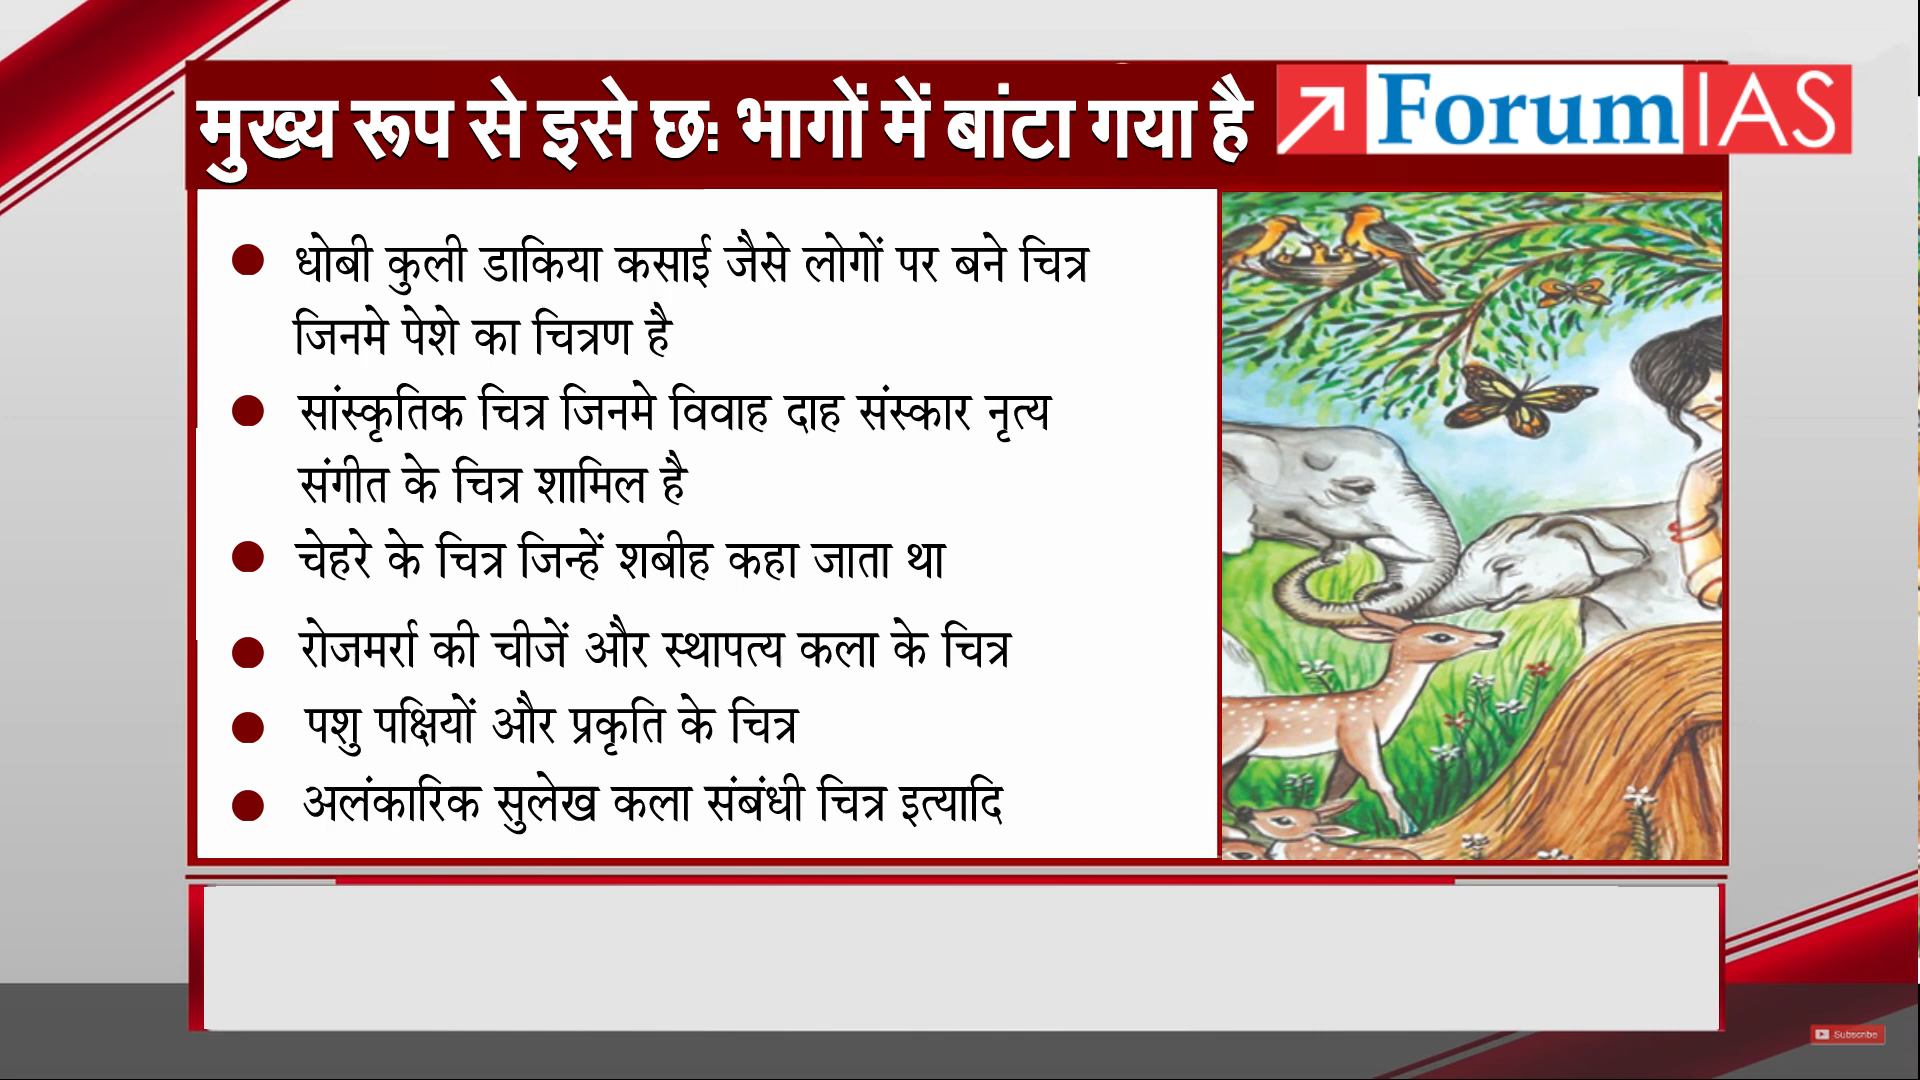 मुख्य रूप से इसे छः भागों में बांटा गया है
ForumIAS
धोबी कुली डाकिया कसाई जैसे लोगों पर बने चित्र
जिनमे पेशे का चित्रण है
सांस्कृतिक चित्र जिनमे विवाह दाह संस्कार नृत्य
संगीत के चित्र शामिल है
चेहरे के चित्र जिन्हें शबीह कहा जाता था
रोजमर्रा की चीजें और स्थापत्य कला के चित्र
पशु पक्षियों और प्रकृति के चित्र
अलंकारिक सुलेख कला संबंधी चित्र इत्यादि
Subscribe